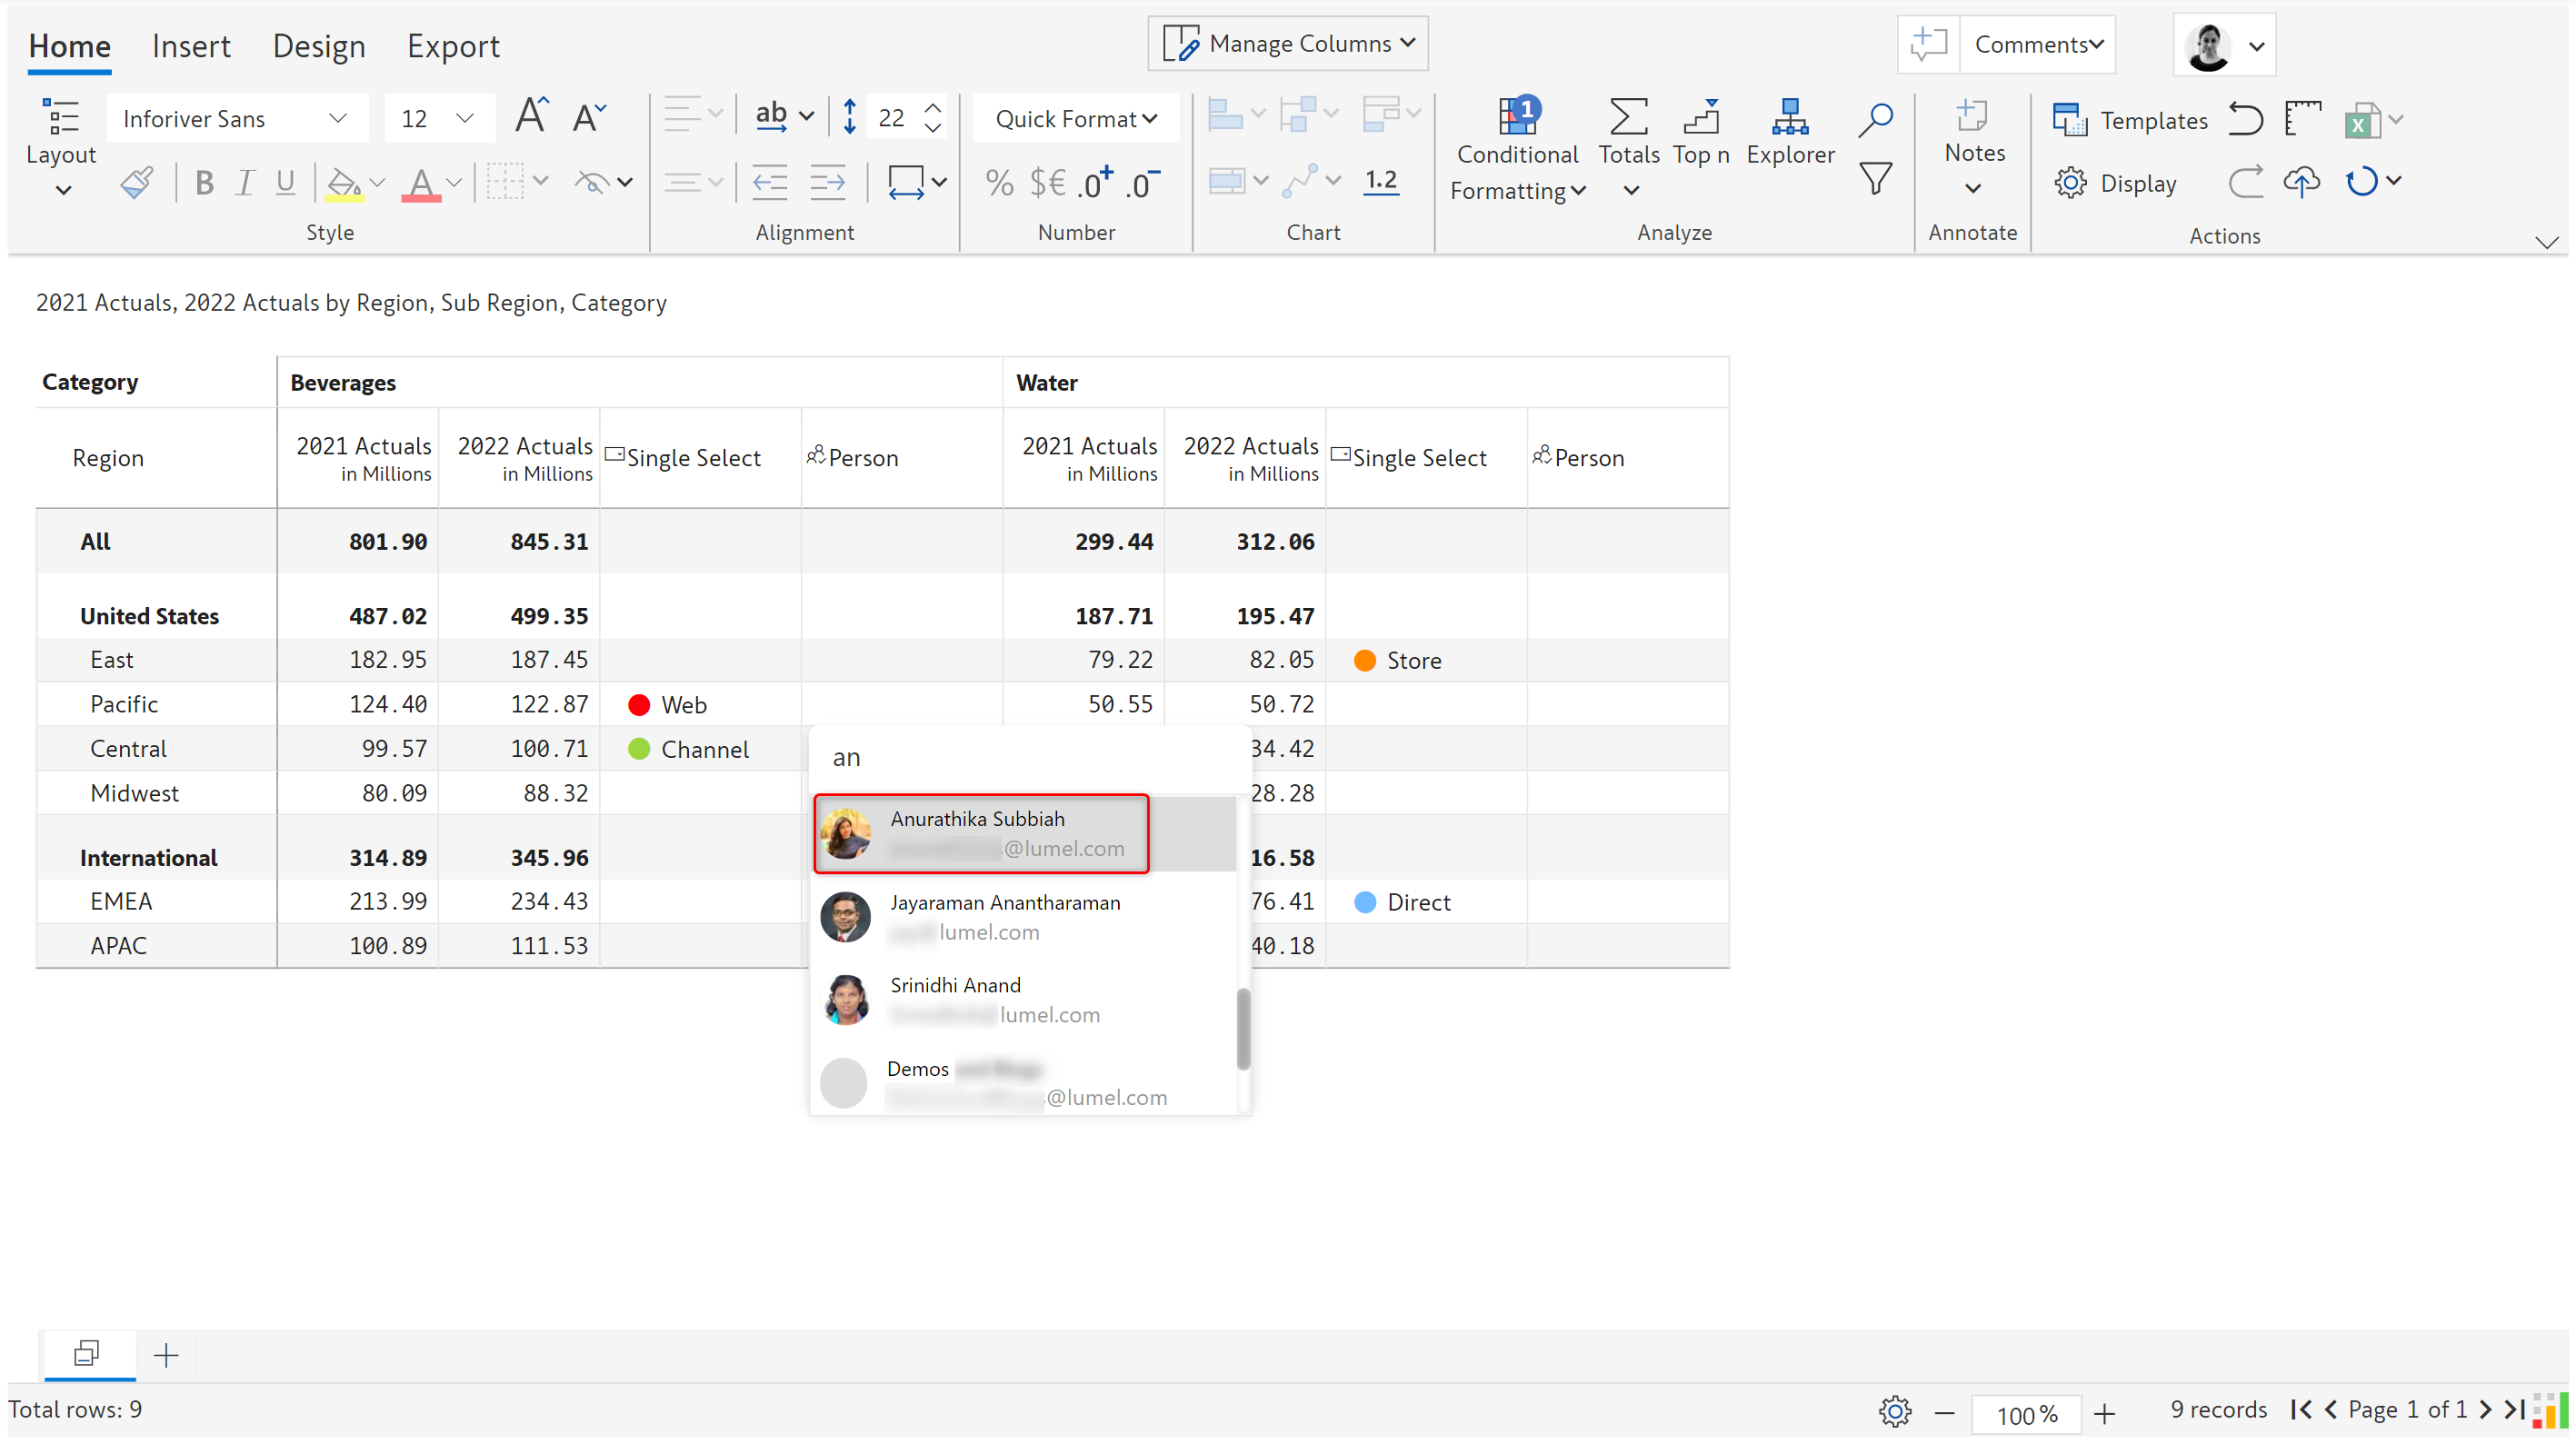 Home Insert Design Export Manage Columns Comments
Layout Inforiver Sans 12 A A ab 22 Quick Format 1 Conditional Formatting Totals Top n Explorer Notes Templates
B I U A % $€ .0+ .0- 1.2 Display
Style Alignment Number Chart Analyze Annotate Actions
2021 Actuals, 2022 Actuals by Region, Sub Region, Category
Category Beverages Water
Region 2021 Actuals in Millions 2022 Actuals in Millions Single Select Person 2021 Actuals in Millions 2022 Actuals in Millions Single Select Person
All 801.90 845.31 299.44 312.06
United States 487.02 499.35 187.71 195.47
East 182.95 187.45 79.22 82.05 Store
Pacific 124.40 122.87 Web 50.55 50.72
Central 99.57 100.71 Channel 34.42
Midwest 80.09 88.32 28.28
International 314.89 345.96 16.58
EMEA 213.99 234.43 76.41 Direct
APAC 100.89 111.53 40.18
an
Anurathika Subbiah
@lumel.com
Jayaraman Anantharaman
lumel.com
Srinidhi Anand
lumel.com
Demos
@lumel.com
Total rows: 9 100% 9 records Page 1 of 1